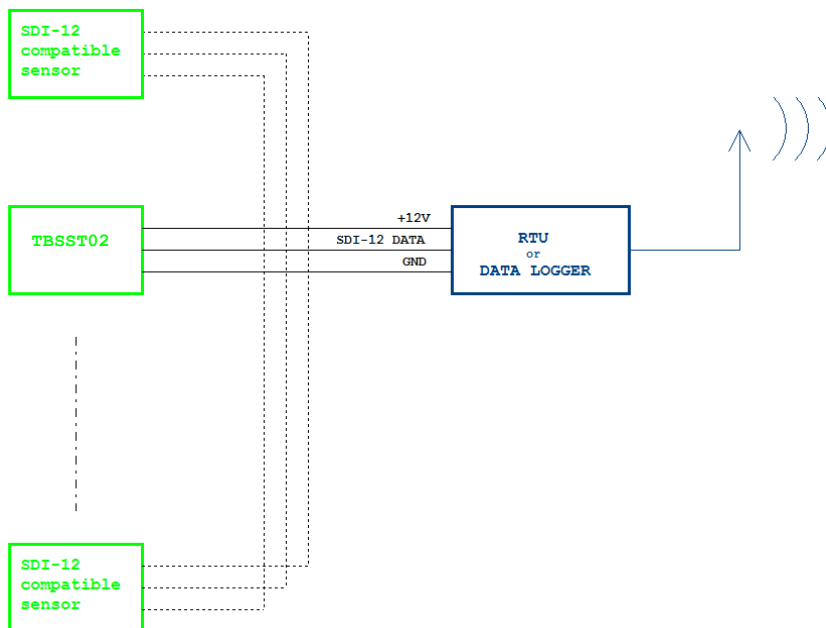 SDI-12
compatible
sensor
+12V
TBSST02
SDI-12 DATA
RTU
or
GND
DATA LOGGER
SDI-12
compatible
sensor